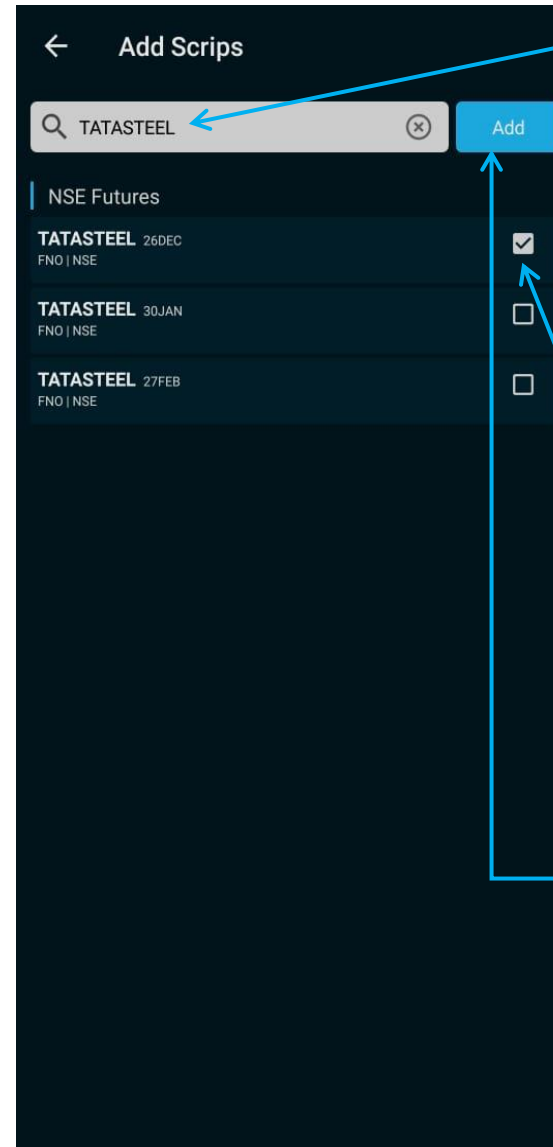 Add Scrips
TATASTEEL
Add
NSE Futures
TATASTEEL 26DEC
FNO | NSE
TATASTEEL 30JAN
FNO | NSE
TATASTEEL 27FEB
FNO | NSE